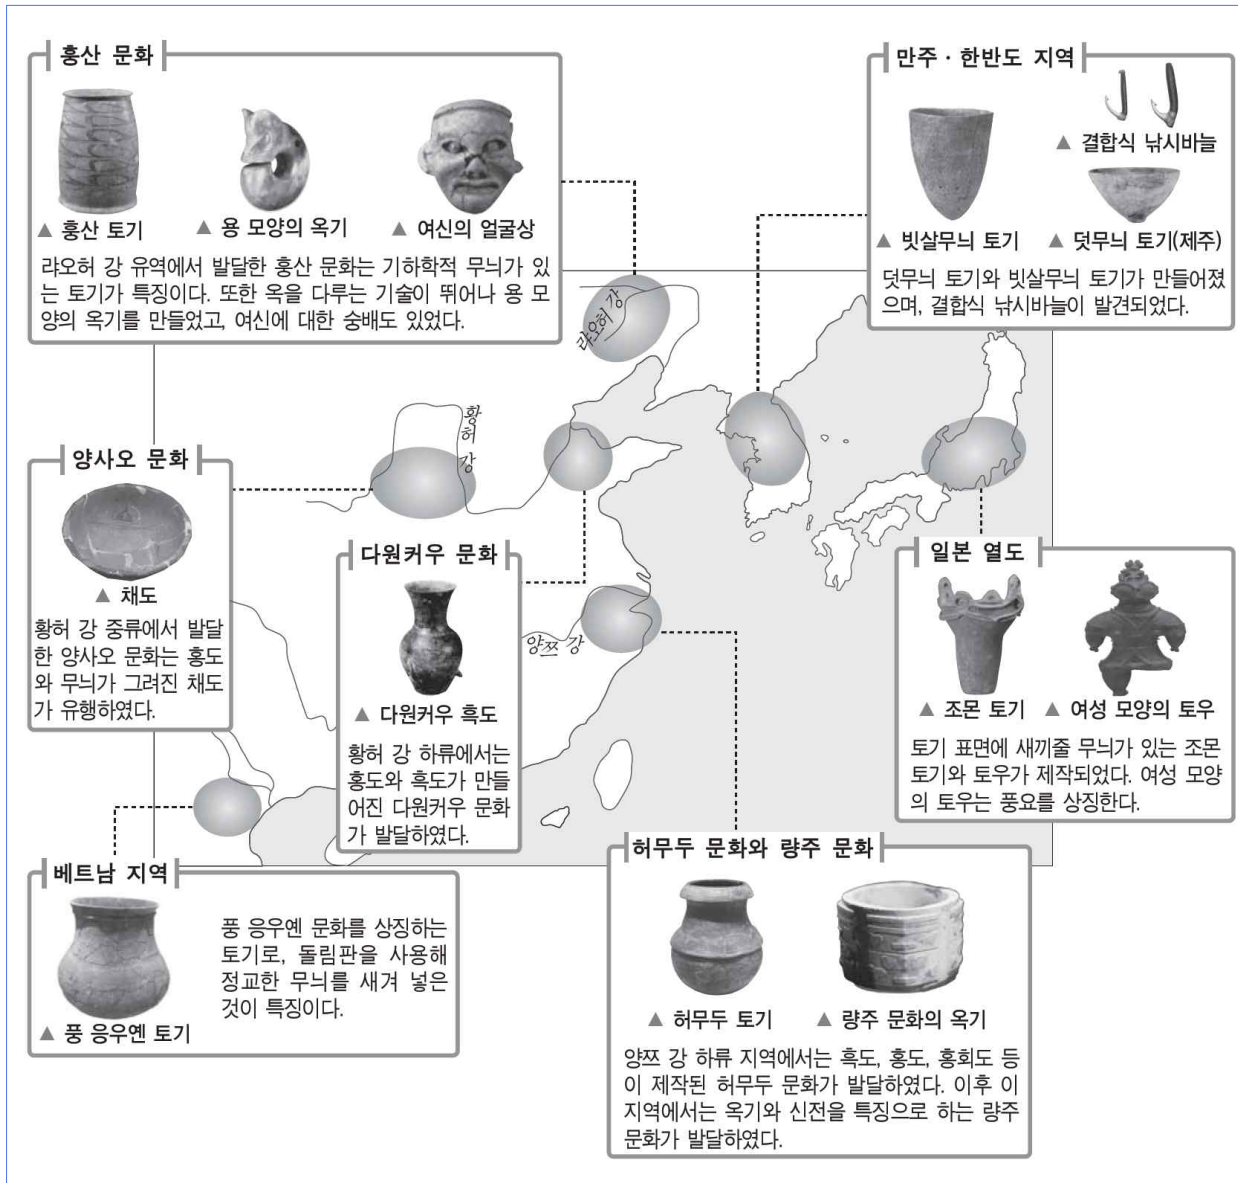 홍산 문화
▲ 홍산 토기
▲ 용 모양의 옥기
▲ 여신의 얼굴상
랴오허 강 유역에서 발달한 홍산 문화는 기하학적 무늬가 있
는 토기가 특징이다. 또한 옥을 다루는 기술이 뛰어나 용 모
양의 옥기를 만들었고, 여신에 대한 숭배도 있었다.
만주·한반도 지역
▲ 결합식 낚시바늘
▲ 빗살무늬 토기
▲ 덧무늬 토기(제주)
덧무늬 토기와 빗살무늬 토기가 만들어졌
으며, 결합식 낚시바늘이 발견되었다.
랴오허 강
황허 강
양쯔 강
양사오 문화
▲ 채도
황허 강 중류에서 발달
한 양사오 문화는 홍도
와 무늬가 그려진 채도
가 유행하였다.
다원커우 문화
▲ 다원커우 흑도
황허 강 하류에서는
홍도와 흑도가 만들
어진 다원커우 문화
가 발달하였다.
일본 열도
▲ 조몬 토기
▲ 여성 모양의 토우
토기 표면에 새끼줄 무늬가 있는 조몬
토기와 토우가 제작되었다. 여성 모양
의 토우는 풍요를 상징한다.
베트남 지역
▲ 풍 응우옌 토기
풍 응우옌 문화를 상징하는
토기로, 돌림판을 사용해
정교한 무늬를 새겨 넣은
것이 특징이다.
허무두 문화와 량주 문화
▲ 허무두 토기
▲ 량주 문화의 옥기
양쯔 강 하류 지역에서는 흑도, 홍도, 홍회도 등
이 제작된 허무두 문화가 발달하였다. 이후 이
지역에서는 옥기와 신전을 특징으로 하는 량주
문화가 발달하였다.